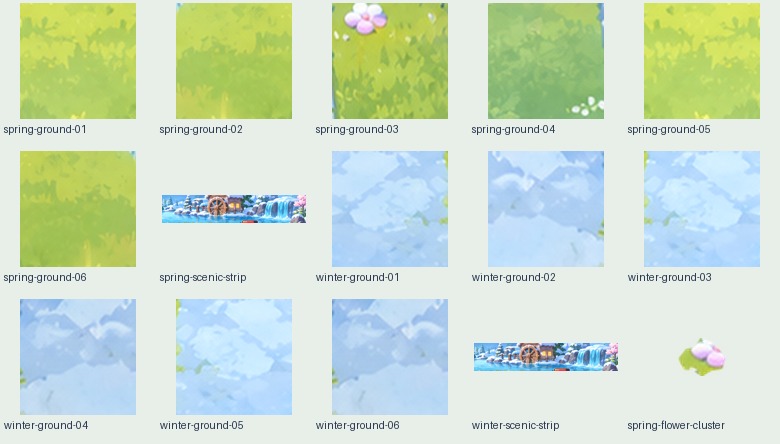 spring-ground-01
spring-ground-02
spring-ground-03
spring-ground-04
spring-ground-05
spring-ground-06
spring-scenic-strip
winter-ground-01
winter-ground-02
winter-ground-03
winter-ground-04
winter-ground-05
winter-ground-06
winter-scenic-strip
spring-flower-cluster